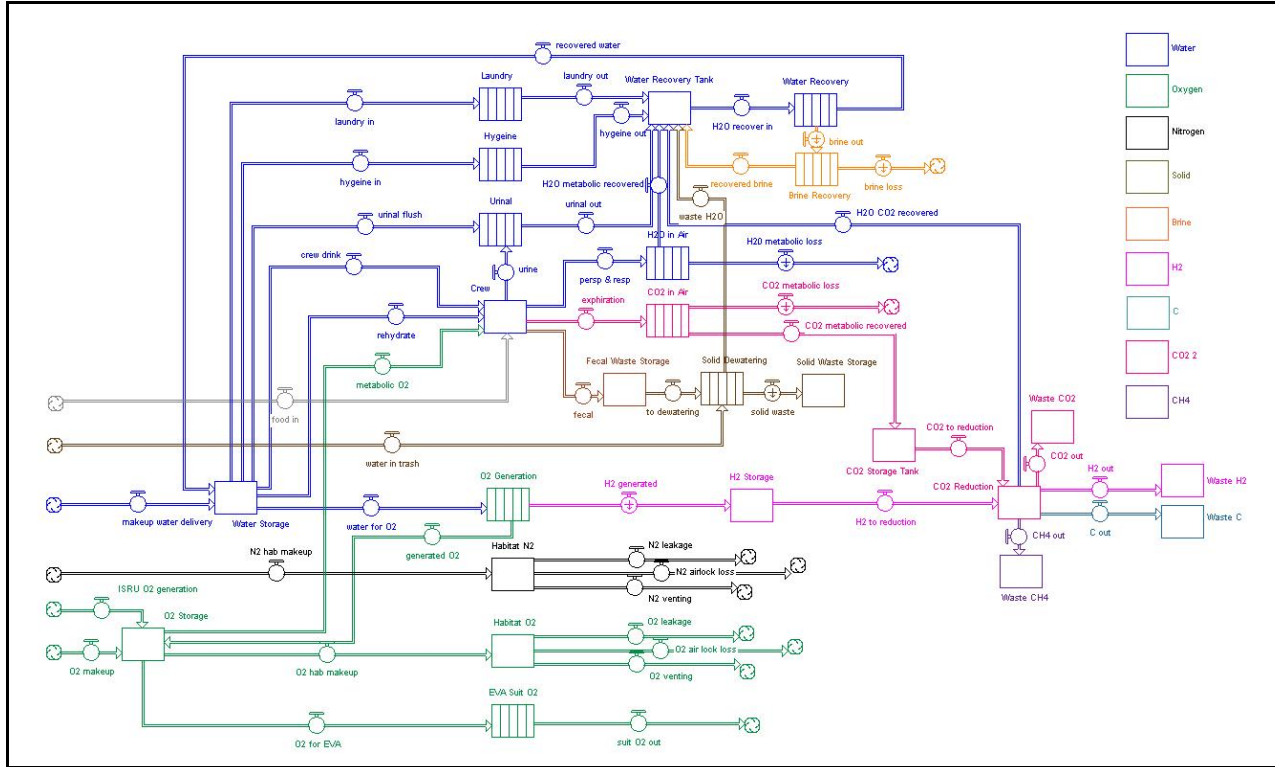 recovered water
Water
Laundry
laundry out
Water Recovery Tank
Water Recovery
Oxygen
laundry in
H2O recover in
hygeine out
Nitrogen
Hygeine
brine out
Solid
hygeine in
H2O metabolic recovered
recovered brine
Brine Recovery
brine loss
Urinal
urinal flush
urinal out
waste H2O
H2O CO2 recovered
Brine
H2O in Air
H2O metabolic loss
crew drink
urine
Crew
persp & resp
H2
CO2 in Air
CO2 metabolic loss
exphiration
rehydrate
CO2 metabolic recovered
C
metabolic O2
Fecal Waste Storage
Solid Dewatering
Solid Waste Storage
CO2 2
food in
fecal
to dewatering
solid waste
Waste CO2
CH4
water in trash
CO2 to reduction
CO2 Storage Tank
CO2 out
O2 Generation
H2 generated
H2 Storage
CO2 Reduction
H2 out
Waste H2
makeup water delivery
Water Storage
water for O2
H2 to reduction
C out
Waste C
CH4 out
N2 hab makeup
generated O2
Habitat N2
N2 leakage
N2 airlock loss
N2 venting
Waste CH4
ISRU O2 generation
O2 Storage
Habitat O2
O2 leakage
O2 air lock loss
O2 makeup
O2 hab makeup
O2 venting
EVA Suit O2
O2 for EVA
suit O2 out